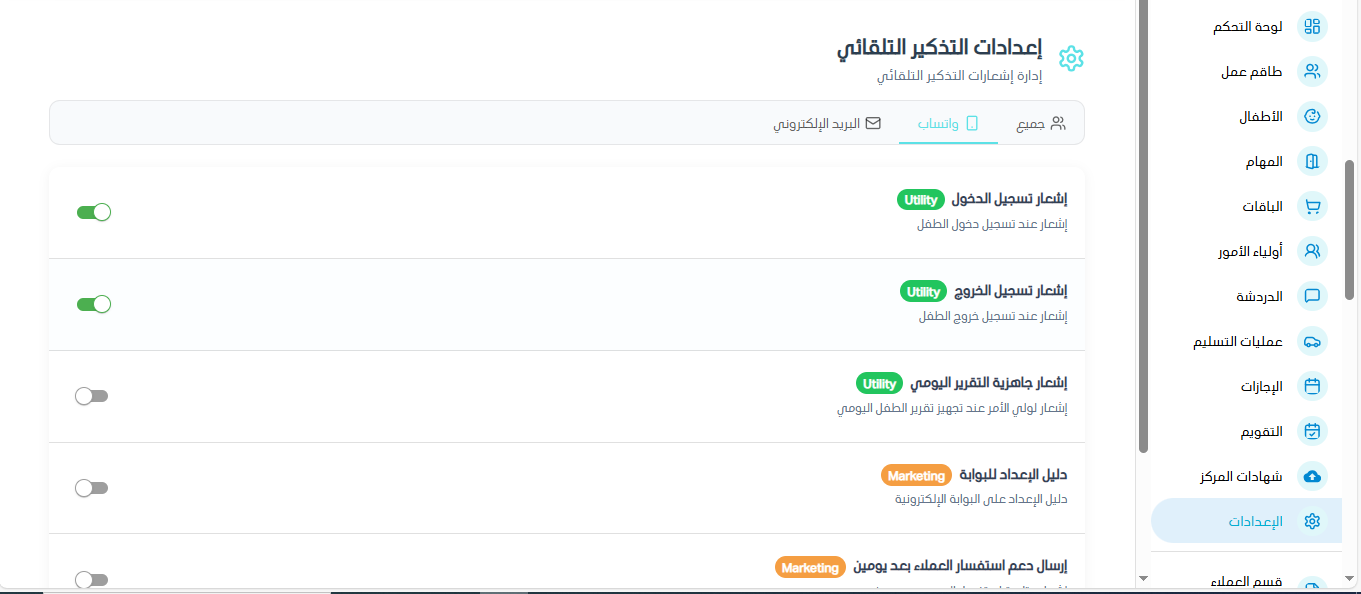 لوحة التحكم
طاقم عمل
الأطفال
المهام
الباقات
أولياء الأمور
الدردشة
عمليات التسليم
الإجازات
التقويم
شهادات المركز
الإعدادات
قسم العملاء
إعدادات التذكير التلقائي
إدارة إشعارات التذكير التلقائي
جميع
واتساب
البريد الإلكتروني
إشعار تسجيل الدخول Utility
إشعار عند تسجيل دخول الطفل
إشعار تسجيل الخروج Utility
إشعار عند تسجيل خروج الطفل
إشعار جاهزية التقرير اليومي Utility
إشعار لولي الأمر عند تجهيز تقرير الطفل اليومي
دليل الإعداد للبوابة Marketing
دليل الإعداد على البوابة الإلكترونية
إرسال دعم استفسار العملاء بعد يومين Marketing